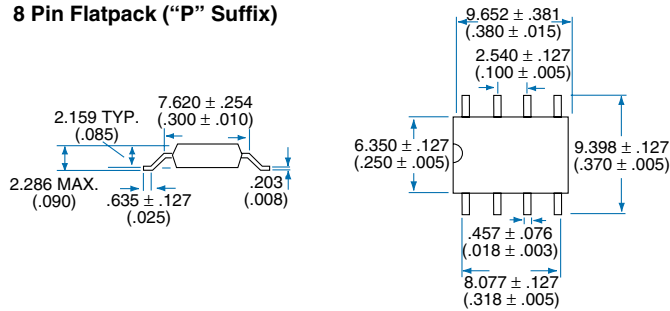 8 Pin Flatpack (“P” Suffix)
2.159 TYP.
(.085)
7.620 ± .254
(.300 ± .010)
2.286 MAX.
(.090)
.635 ± .127
(.025)
.203
(.008)
9.652 ± .381
(.380 ± .015)
2.540 ± .127
(.100 ± .005)
6.350 ± .127
(.250 ± .005)
9.398 ± .127
(.370 ± .005)
.457 ± .076
(.018 ± .003)
8.077 ± .127
(.318 ± .005)